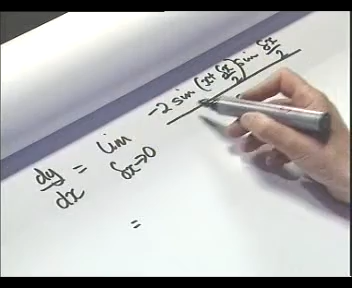 dy/dx = lim δx→0 -2 sin (x + δx/2) sin δx/2
=